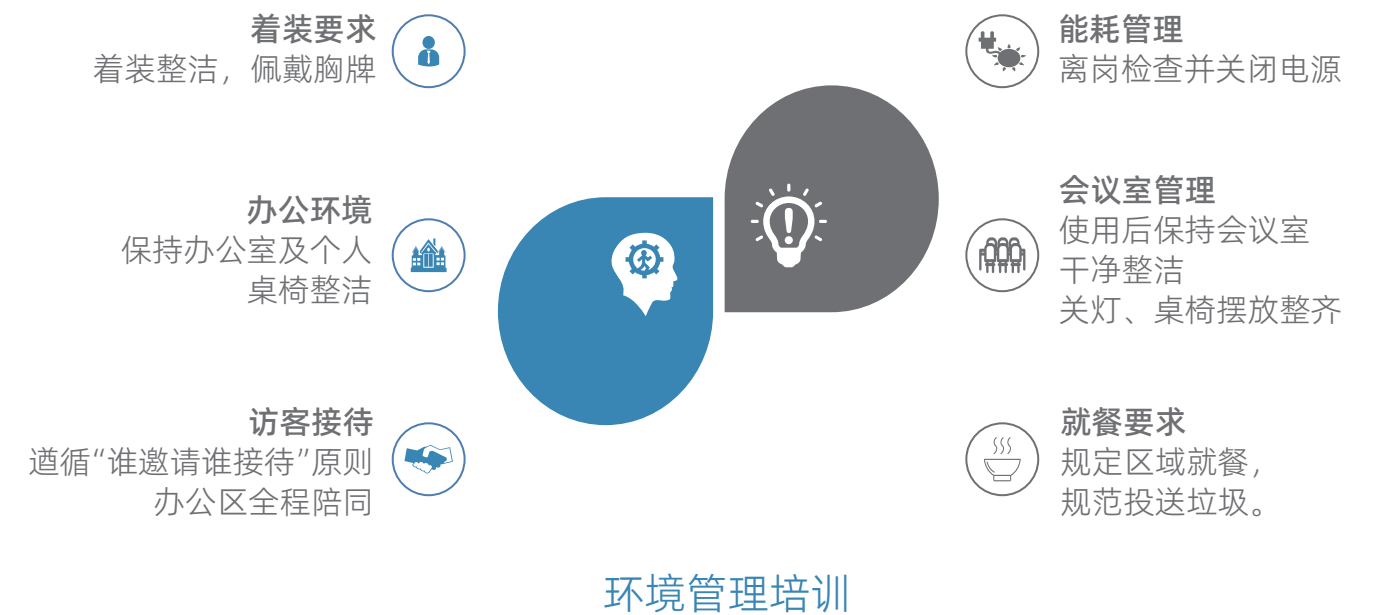 着装要求
着装整洁，佩戴胸牌
办公环境
保持办公室及个人
桌椅整洁
访客接待
遵循“谁邀请谁接待”原则
办公区全程陪同
能耗管理
离岗检查并关闭电源
会议室管理
使用后保持会议室
干净整洁
关灯、桌椅摆放整齐
就餐要求
规定区域就餐，
规范投送垃圾。
环境管理培训